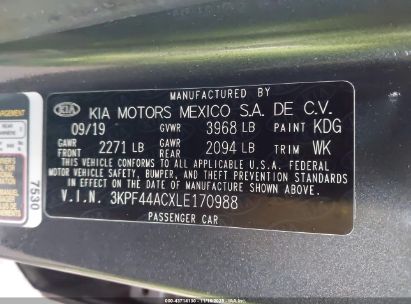 MANUFACTURED BY
KIA KIA MOTORS MEXICO S.A. DE C.V.
09/19 GVWR 3968 LB PAINT KDG
GAWR FRONT 2271 LB GAWR REAR 2094 LB TRIM WK
THIS VEHICLE CONFORMS TO ALL APPLICABLE U.S.A. FEDERAL
MOTOR VEHICLE SAFETY, BUMPER, AND THEFT PREVENTION STANDARDS
IN EFFECT ON THE DATE OF MANUFACTURE SHOWN ABOVE.
V.I.N. 3KPF44ACXLE170988
PASSENGER CAR
7530